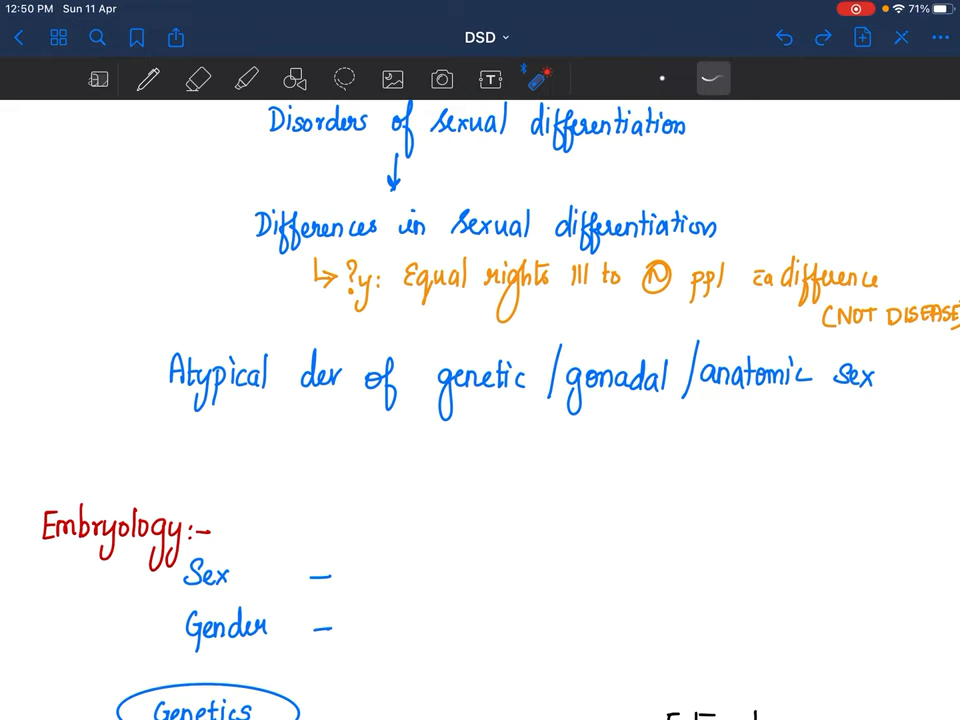 12:50 PM Sun 11 Apr 71%
DSD
T
Disorders of sexual differentiation
↓
Differences in sexual differentiation
↳ ?y: Equal rights lll to Ⓝ ppl c̄ a difference
(NOT DISEASE)
Atypical dev of genetic /gonadal /anatomic sex
Embryology:-
Sex –
Gender –
Genetics